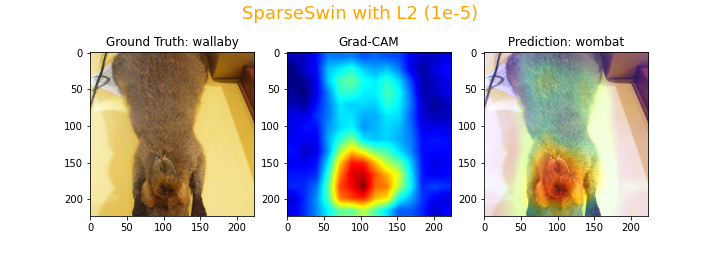 SparseSwin with L2 (1e-5)
Ground Truth: wallaby Grad-CAM Prediction: wombat
0 0 0
50 50 50
100 100 100
150 150 150
200 200 200
0 50 100 150 200 0 50 100 150 200 0 50 100 150 200